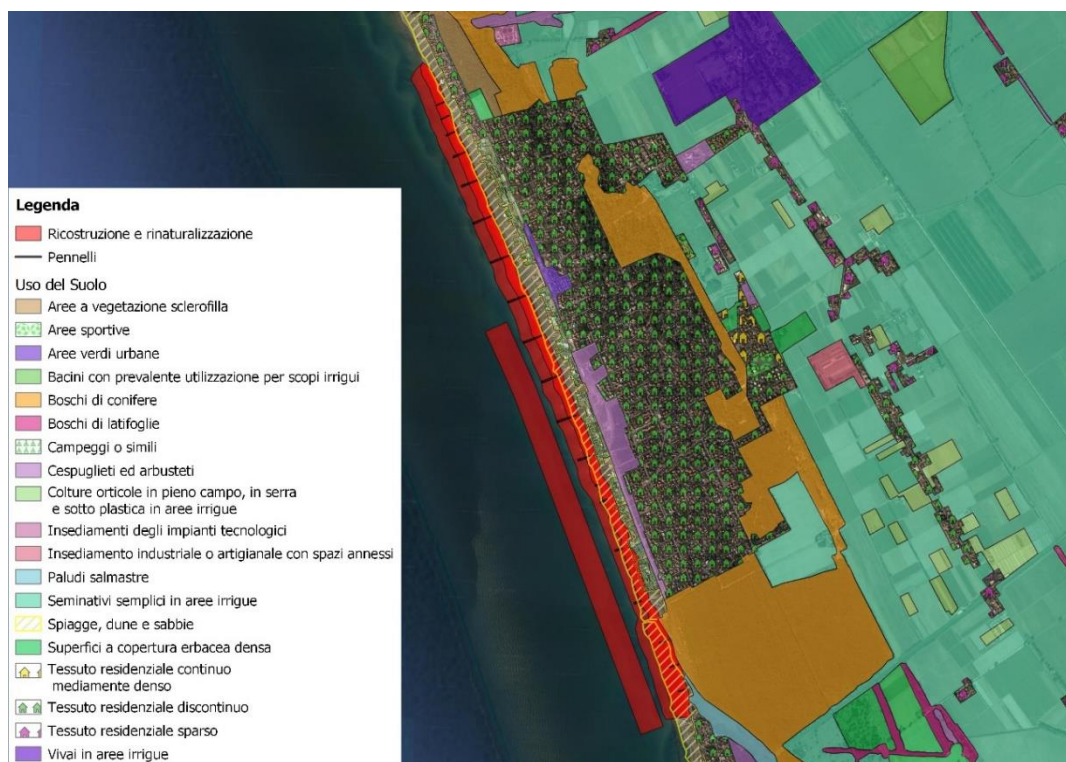 Legenda
Ricostruzione e rinaturalizzazione
Pennelli
Uso del Suolo
Aree a vegetazione sclerofilla
Aree sportive
Aree verdi urbane
Bacini con prevalente utilizzazione per scopi irrigui
Boschi di conifere
Boschi di latifoglie
Campeggi o simili
Cespuglieti ed arbusteti
Colture orticole in pieno campo, in serra
e sotto plastica in aree irrigue
Insediamenti degli impianti tecnologici
Insediamento industriale o artigianale con spazi annessi
Paludi salmastre
Seminativi semplici in aree irrigue
Spiagge, dune e sabbie
Superfici a copertura erbacea densa
Tessuto residenziale continuo
mediamente denso
Tessuto residenziale discontinuo
Tessuto residenziale sparso
Vivai in aree irrigue